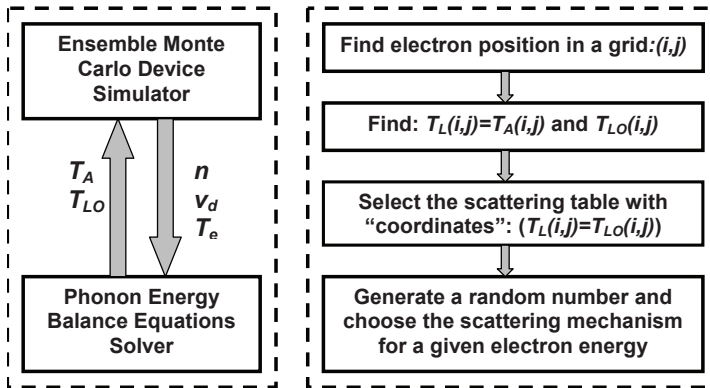 Ensemble Monte
Carlo Device
Simulator
T_A
T_LO
n
v_d
T_e
Phonon Energy
Balance Equations
Solver
Find electron position in a grid:(i,j)
Find: T_L(i,j)=T_A(i,j) and T_LO(i,j)
Select the scattering table with
“coordinates”: (T_L(i,j)=T_LO(i,j))
Generate a random number and
choose the scattering mechanism
for a given electron energy